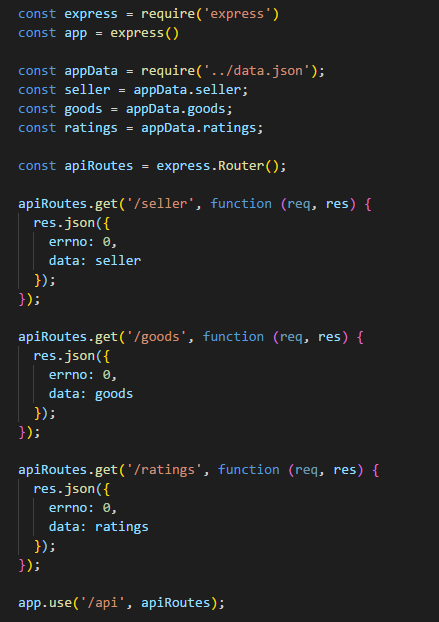 const express = require('express')
const app = express()
const appData = require('../data.json');
const seller = appData.seller;
const goods = appData.goods;
const ratings = appData.ratings;
const apiRoutes = express.Router();
apiRoutes.get('/seller', function (req, res) {
  res.json({
    errno: 0,
    data: seller
  });
});
apiRoutes.get('/goods', function (req, res) {
  res.json({
    errno: 0,
    data: goods
  });
});
apiRoutes.get('/ratings', function (req, res) {
  res.json({
    errno: 0,
    data: ratings
  });
});
app.use('/api', apiRoutes);